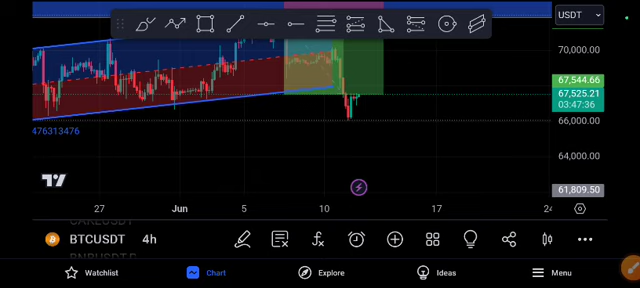 USDT
70,000.00
67,544.66
67,525.21
03:47:36
66,000.00
476313476
64,000.00
61,809.50
27 Jun 5 10 17 24
BTCUSDT 4h
Watchlist Chart Explore Ideas Menu